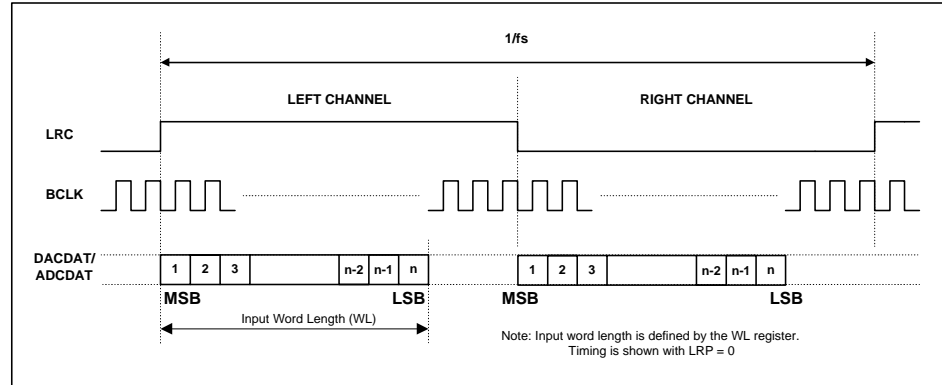 1/fs
LEFT CHANNEL
RIGHT CHANNEL
LRC
BCLK
DACDAT/
ADCDAT
1 2 3 n-2 n-1 n 1 2 3 n-2 n-1 n
MSB LSB MSB LSB
Input Word Length (WL)
Note: Input word length is defined by the WL register.
Timing is shown with LRP = 0